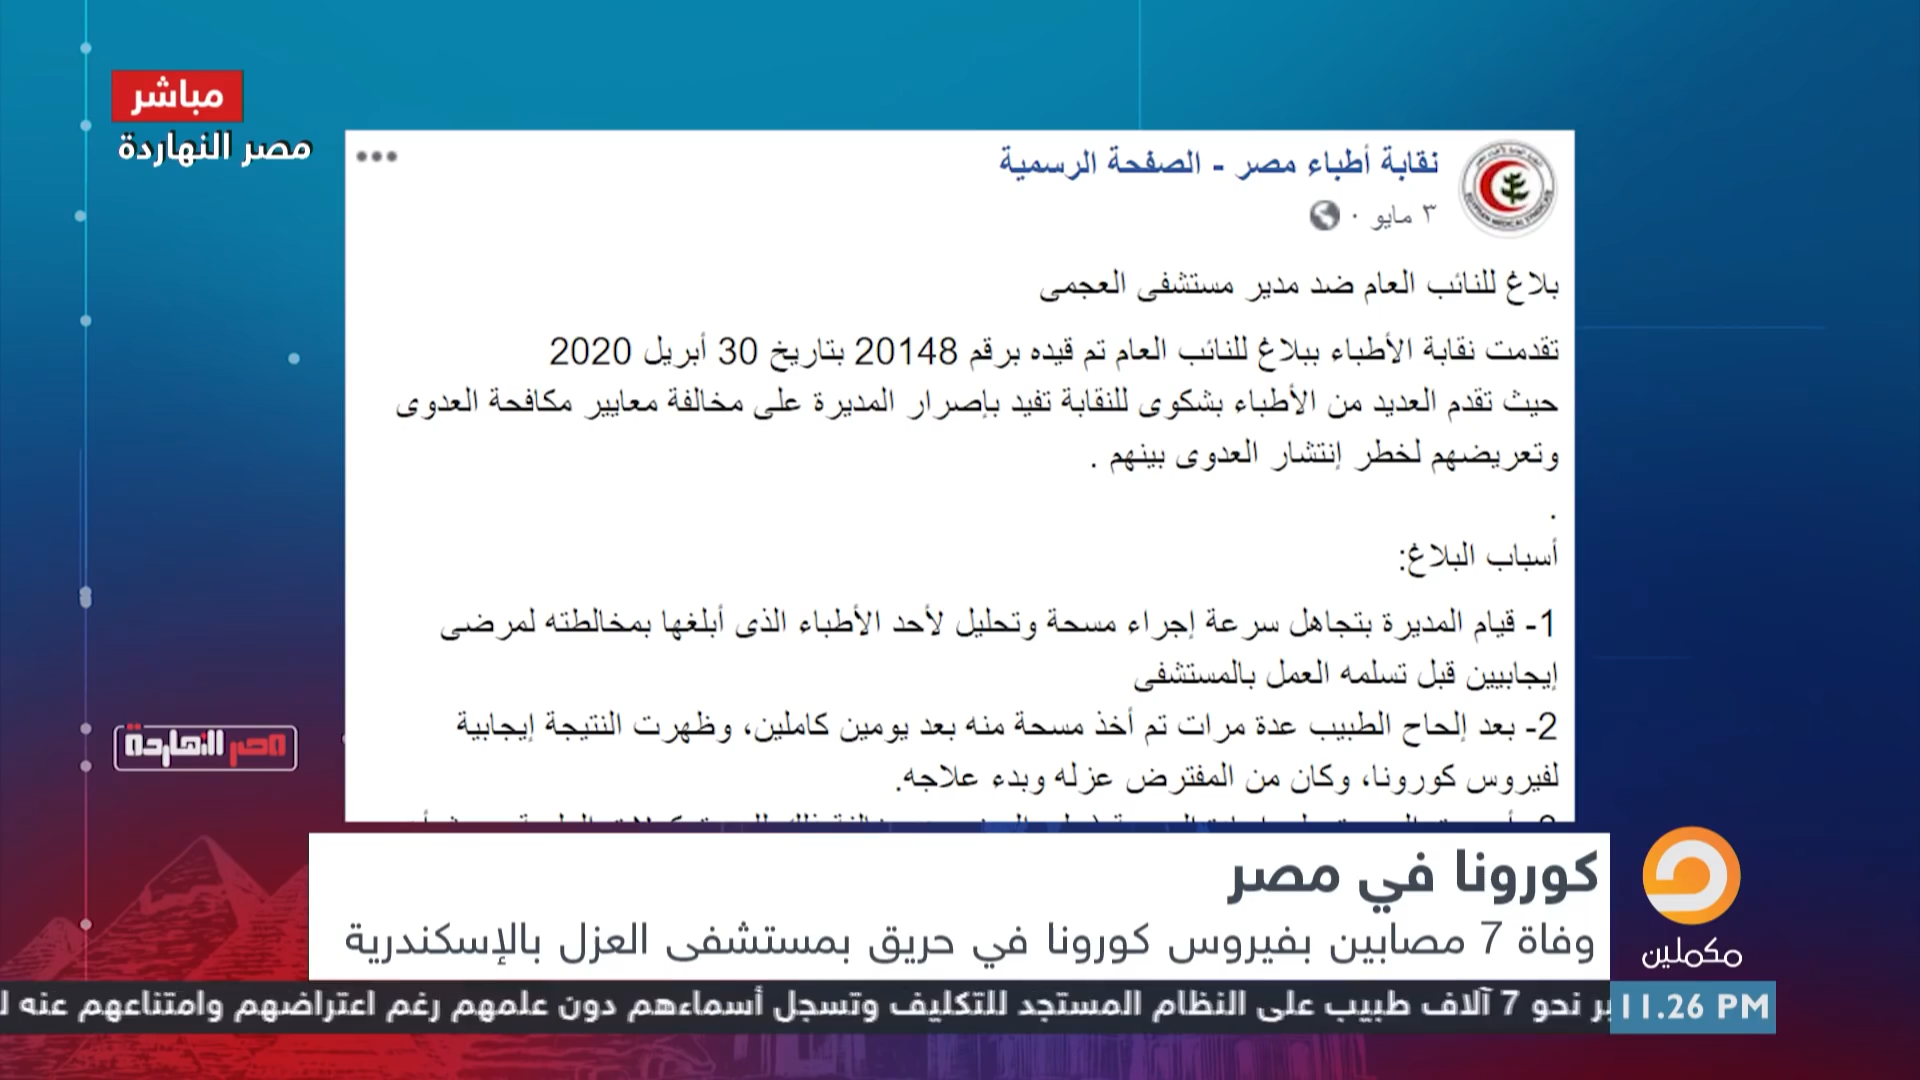 مباشر
مصر النهاردة
نقابة أطباء مصر - الصفحة الرسمية
٣ مايو ·
EGYPTIAN MEDICAL SYNDICATE
بلاغ للنائب العام ضد مدير مستشفى العجمى
تقدمت نقابة الأطباء ببلاغ للنائب العام تم قيده برقم 20148 بتاريخ 30 أبريل 2020
حيث تقدم العديد من الأطباء بشكوى للنقابة تفيد بإصرار المديرة على مخالفة معايير مكافحة العدوى
وتعريضهم لخطر إنتشار العدوى بينهم .
.
أسباب البلاغ:
1- قيام المديرة بتجاهل سرعة إجراء مسحة وتحليل لأحد الأطباء الذى أبلغها بمخالطته لمرضى
إيجابيين قبل تسلمه العمل بالمستشفى
2- بعد إلحاح الطبيب عدة مرات تم أخذ مسحة منه بعد يومين كاملين، وظهرت النتيجة إيجابية
لفيروس كورونا، وكان من المفترض عزله وبدء علاجه.
مصر النهاردة
كورونا في مصر
وفاة 7 مصابين بفيروس كورونا في حريق بمستشفى العزل بالإسكندرية
مكملين
نحو 7 آلاف طبيب على النظام المستجد للتكليف وتسجل أسماءهم دون علمهم رغم اعتراضهم وامتناعهم عنه
11.26 PM